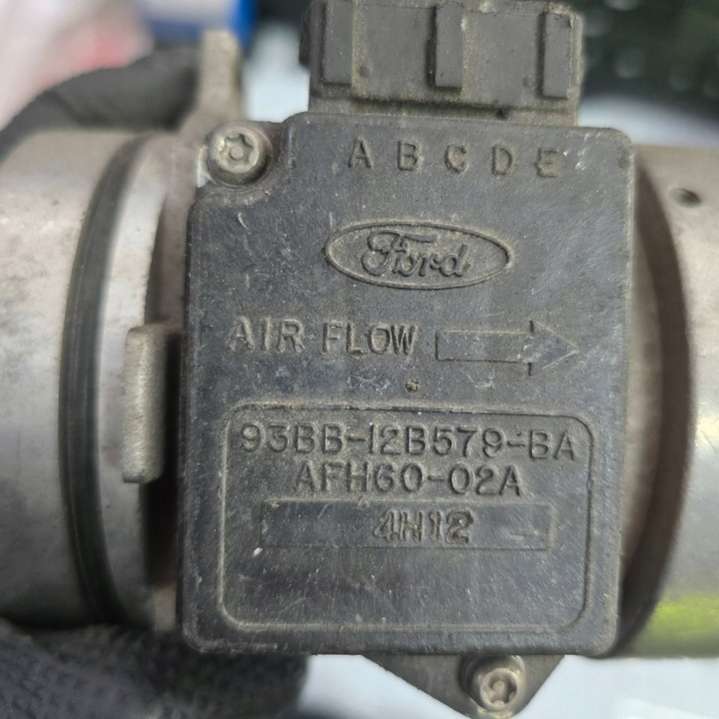 A B C D E
Ford
AIR FLOW
93BB-12B579-BA
AFH60-02A
4H12